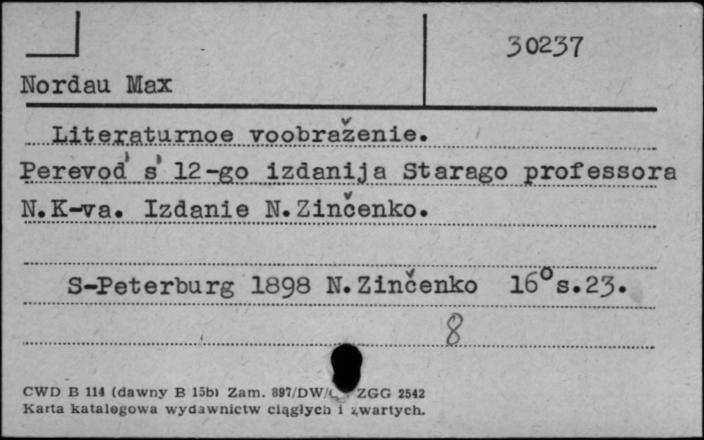 30237
Nordau Max
Literaturnoe voobraženie.
Perevod' s' 12-go izdanija Starago professora
N.K-va. Izdanie N.Zinčenko.
S-Peterburg 1898 N.Zinčenko 16° s.23.
8
CWD B 114 (dawny B 15b) Zam. 897/DW/ ZGG 2542
Karta katalogowa wydawnictw ciągłych i zwartych.